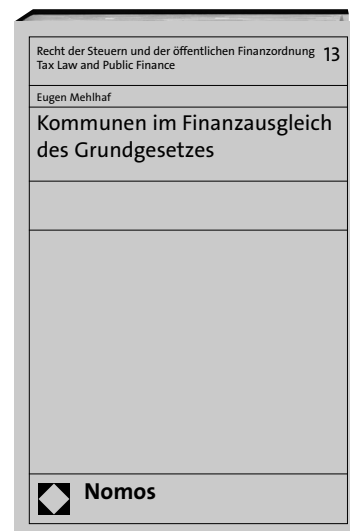 Recht der Steuern und der öffentlichen Finanzordnung 13
Tax Law and Public Finance
Eugen Mehlhaf
Kommunen im Finanzausgleich
des Grundgesetzes
Nomos